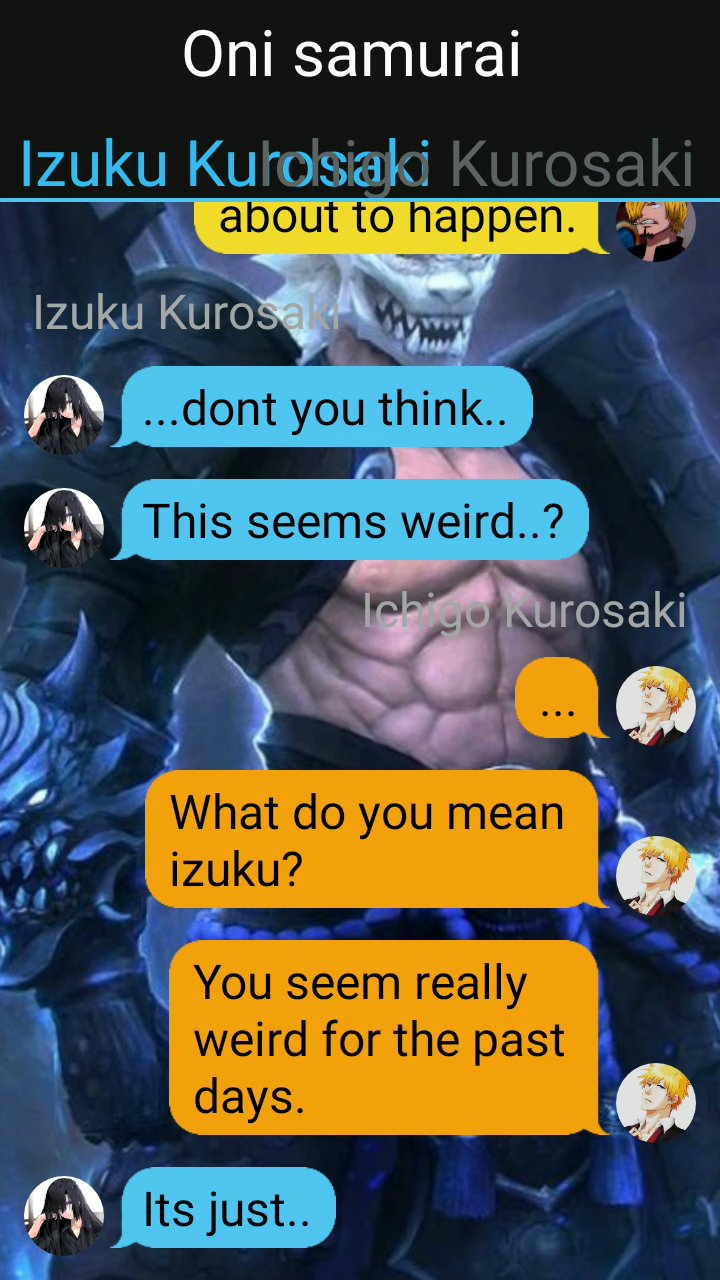 Oni samurai
Izuku Kurosaki
Ichigo Kurosaki
about to happen.
Izuku Kurosaki
...dont you think..
This seems weird..?
Ichigo Kurosaki
...
What do you mean
izuku?
You seem really
weird for the past
days.
Its just..